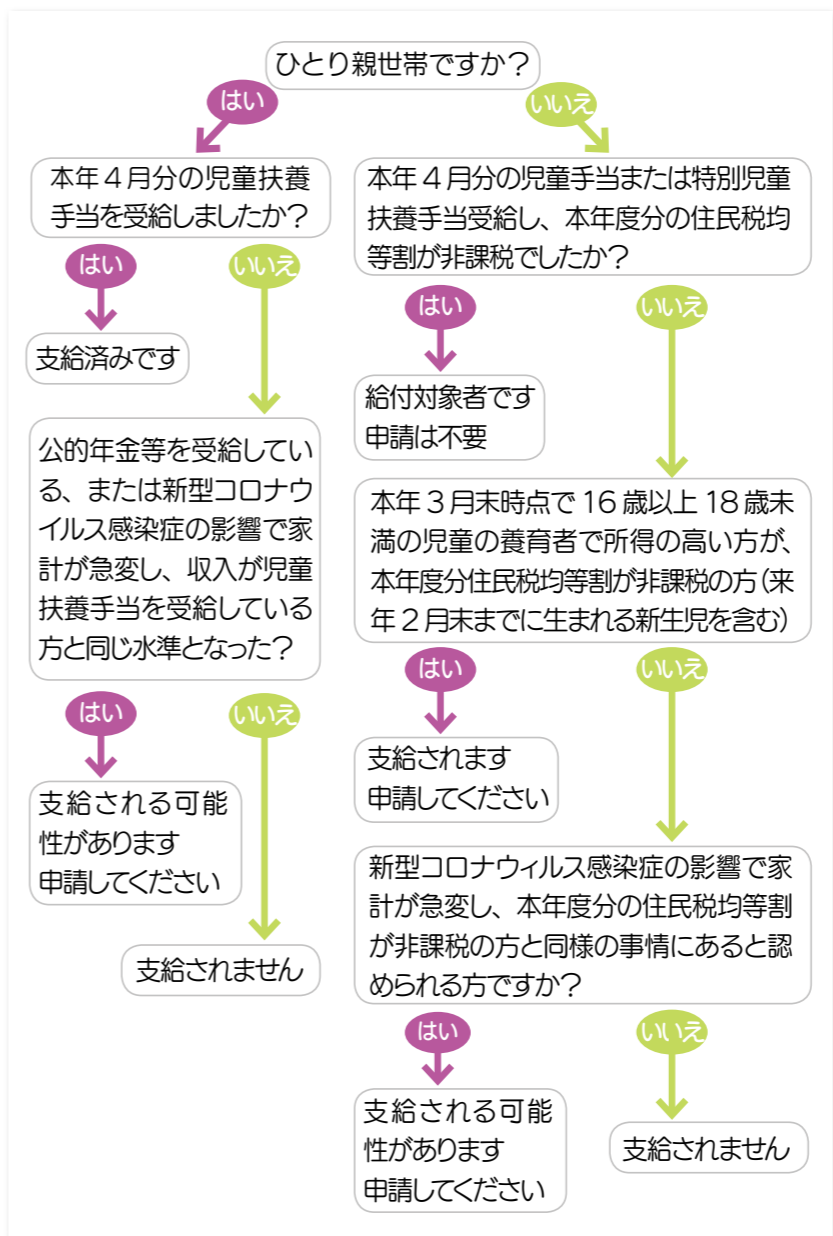 ひとり親世帯ですか？
はい
いいえ
本年４月分の児童扶養
手当を受給しましたか？
はい
いいえ
支給済みです
公的年金等を受給してい
る、または新型コロナウ
イルス感染症の影響で家
計が急変し、収入が児童
扶養手当を受給している
方と同じ水準となった？
はい
いいえ
支給される可能
性があります
申請してください
支給されません
本年４月分の児童手当または特別児童
扶養手当受給し、本年度分の住民税均
等割が非課税でしたか？
はい
いいえ
給付対象者です
申請は不要
本年３月末時点で16歳以上18歳未
満の児童の養育者で所得の高い方が、
本年度分住民税均等割が非課税の方（来
年２月末までに生まれる新生児を含む）
はい
いいえ
支給されます
申請してください
新型コロナウィルス感染症の影響で家
計が急変し、本年度分の住民税均等割
が非課税の方と同様の事情にあると認
められる方ですか？
はい
いいえ
支給される可能
性があります
申請してください
支給されません